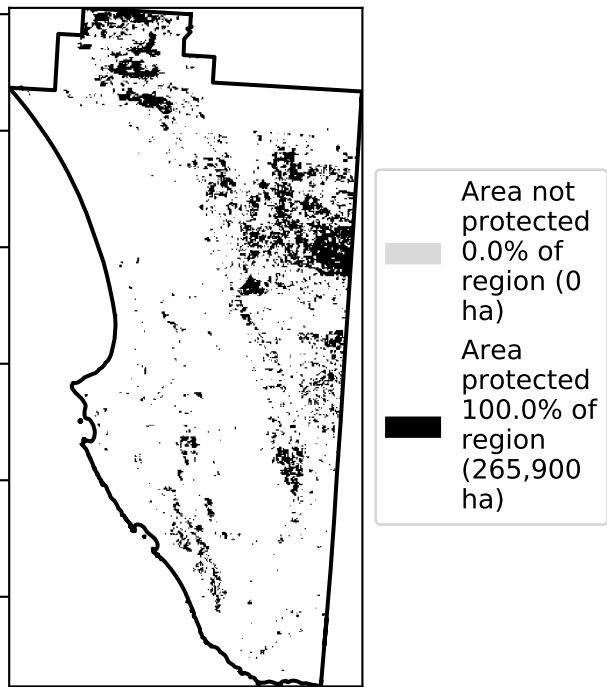 Area not
protected
0.0% of
region (0
ha)
Area
protected
100.0% of
region
(265,900
ha)